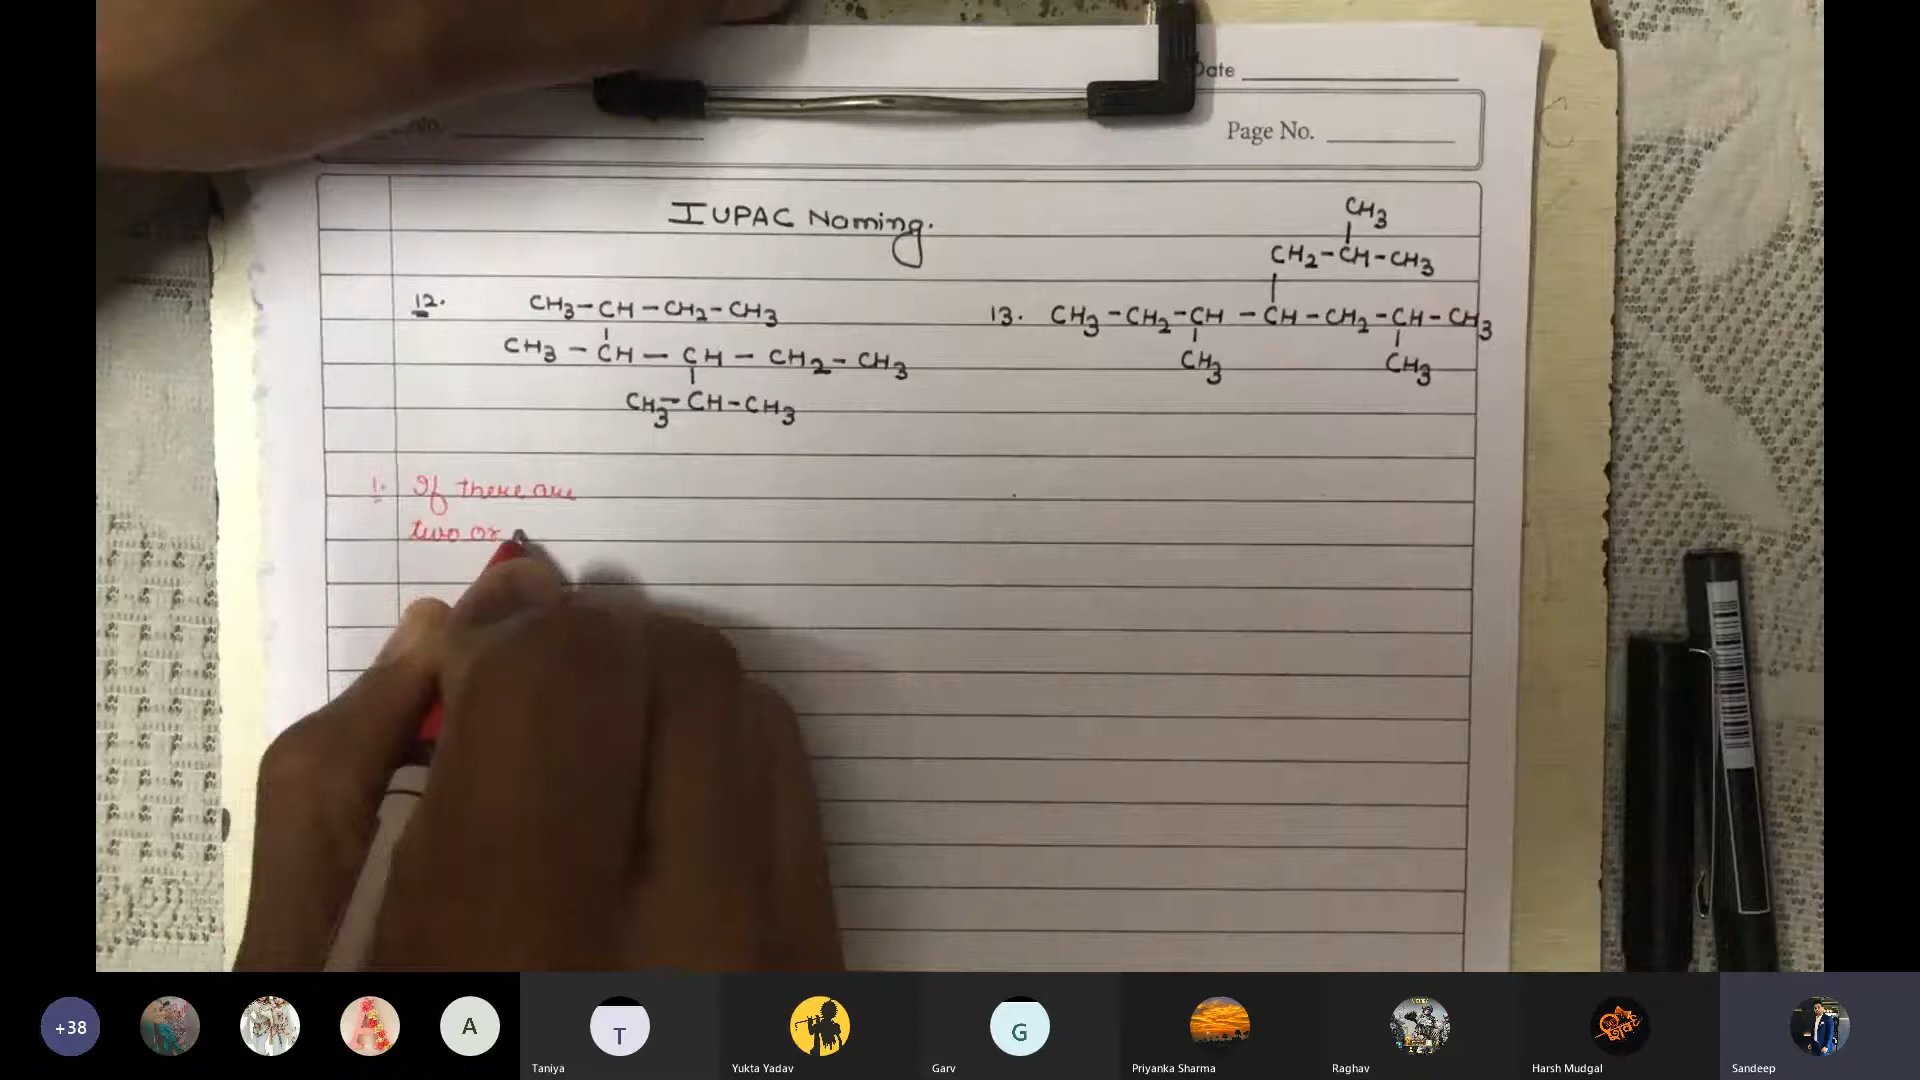 Date
Page No.
IUPAC Naming.
12.
CH3-CH-CH2-CH3
CH3-CH-CH-CH2-CH3
CH3-CH-CH3
13.
CH3
CH2-CH-CH3
CH3-CH2-CH-CH-CH2-CH-CH3
CH3 CH3
1. If there are
two or
+38
A
T
G
Taniya
Yukta Yadav
Garv
Priyanka Sharma
Raghav
Harsh Mudgal
Sandeep